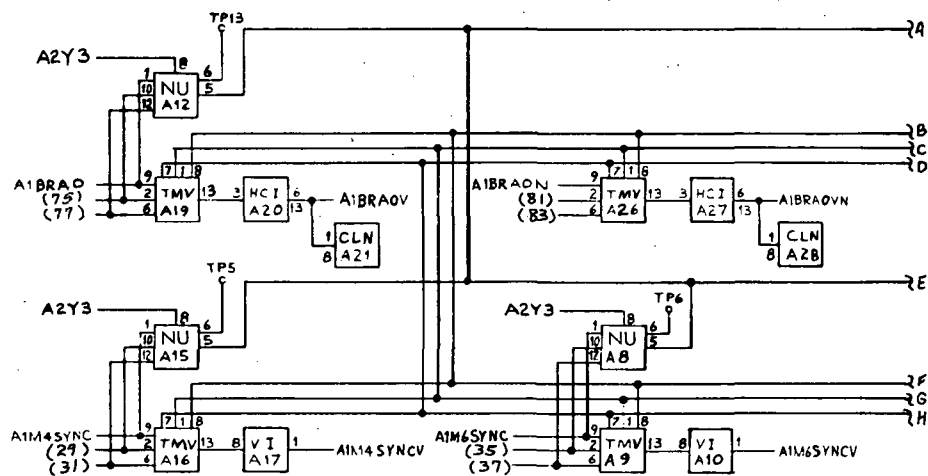 TP13
A
A2Y3
8
1
10
12
NU
A12
6
5
B
C
D
7 1 8
7 1 8
A1BRAO
(75)
(77)
9
2
6
TMV
A19
13
3
HCI
A20
6
13
A1BRAOV
1
8
CLN
A21
A1BRAON
(81)
(83)
9
2
6
TMV
A26
13
3
HCI
A27
6
13
A1BRAOVN
1
8
CLN
A28
TP5
E
A2Y3
8
1
10
12
NU
A15
6
5
TP6
A2Y3
8
1
10
12
NU
A8
6
5
F
G
H
7 1 8
7 1 8
A1M4SYNC
(29)
(31)
9
2
6
TMV
A16
13
8
VI
A17
1
A1M4SYNCV
A1M6SYNC
(35)
(37)
9
2
6
TMV
A9
13
8
VI
A10
1
A1M6SYNCV